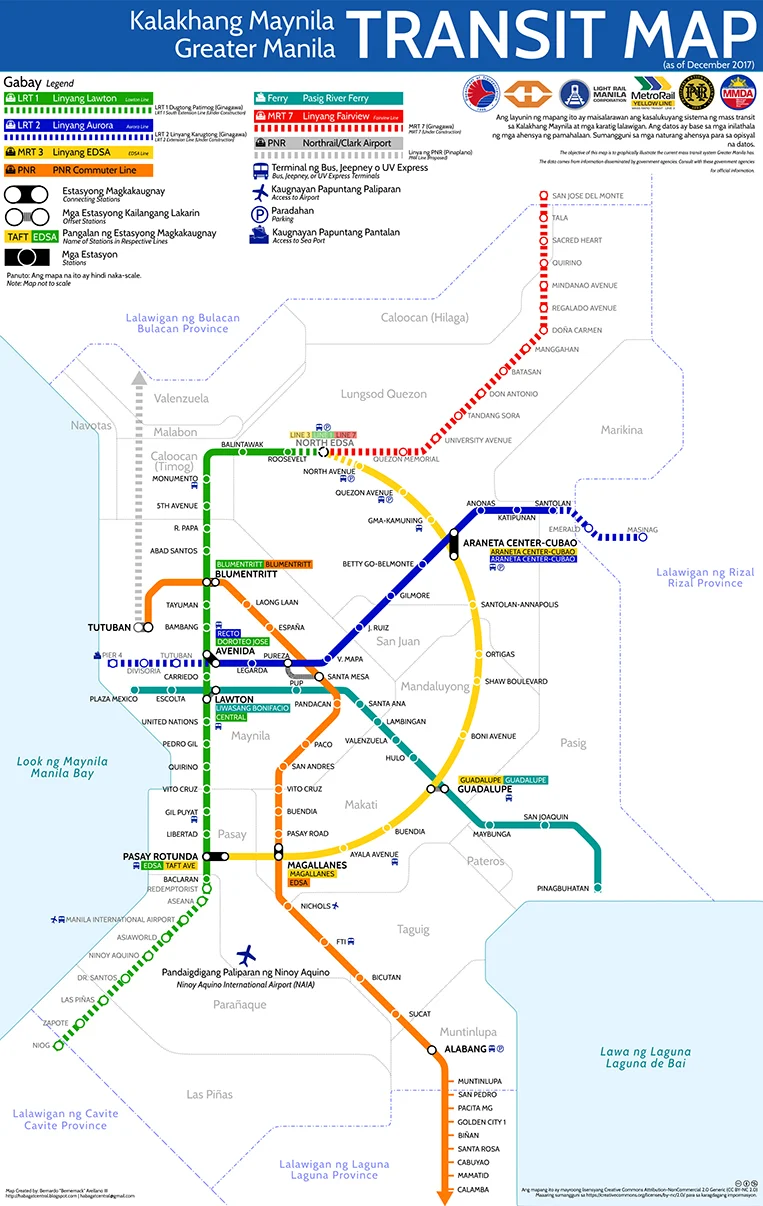 Kalakhang Maynila
Greater Manila
TRANSIT MAP
(as of December 2017)
Gabay Legend
LRT 1 Linyang Lawton Lawton Line
LRT 1 Dugtong Patimog (Ginagawa)
LRT 1 South Extension Line (Under Construction)
LRT 2 Linyang Aurora Aurora Line
LRT 2 Linyang Karugtong (Ginagawa)
LRT 2 Extension Line (Under Construction)
MRT 3 Linyang EDSA EDSA Line
PNR PNR Commuter Line
Estasyong Magkakaugnay
Connecting Stations
Mga Estasyong Kailangang Lakarin
Offset Stations
TAFT EDSA Pangalan ng Estasyong Magkakaugnay
Name of Stations in Respective Lines
Mga Estasyon
Stations
Panuto: Ang mapa na ito ay hindi naka-scale.
Note: Map not to scale
Ferry Pasig River Ferry
MRT 7 Linyang Fairview Fairview Line
MRT 7 (Ginagawa)
MRT 7 (Under Construction)
PNR Northrail/Clark Airport
Linya ng PNR (Pinaplano)
PNR Line Proposed)
Terminal ng Bus, Jeepney o UV Express
Bus, Jeepney, or UV Express Terminals
Kaugnayan Papuntang Paliparan
Access to Airport
Paradahan
Parking
Kaugnayan Papuntang Pantalan
Access to Sea Port
LIGHT RAIL
MANILA
CORPORATION
MetroRail
YELLOW LINE
PNR
MMDA
Ang layunin ng mapang ito ay maisalarawan ang kasalukuyang sistema ng mass transit
sa Kalakhang Maynila at mga karatig lalawigan. Ang datos ay base sa mga inilathala
ng mga ahensya ng pamahalaan. Sumangguni sa mga naturang ahensya para sa opisyal
na datos.
The objective of this map is to graphically illustrate the current mass transit system Greater Manila has.
The data comes from information disseminated by government agencies. Consult with these government agencies
for official information.
SAN JOSE DEL MONTE
TALA
SACRED HEART
QUIRINO
MINDANAO AVENUE
REGALADO AVENUE
DOÑA CARMEN
MANGGAHAN
BATASAN
DON ANTONIO
TANDANG SORA
UNIVERSITY AVENUE
QUEZON MEMORIAL
Lalawigan ng Bulacan
Bulacan Province
Caloocan (Hilaga)
Valenzuela
Lungsod Quezon
Navotas
Malabon
Marikina
Caloocan
(Timog)
LINE 3 LINE 1 LINE 7
NORTH EDSA
BALINTAWAK
ROOSEVELT
NORTH AVENUE
MONUMENTO
QUEZON AVENUE
5TH AVENUE
GMA-KAMUNING
R. PAPA
ABAD SANTOS
ANONAS
SANTOLAN
KATIPUNAN
EMERALD
MASINAG
ARANETA CENTER-CUBAO
ARANETA CENTER-CUBAO
ARANETA CENTER-CUBAO
BETTY GO-BELMONTE
Lalawigan ng Rizal
Rizal Province
BLUMENTRITT BLUMENTRITT
BLUMENTRITT
GILMORE
TAYUMAN
LAONG LAAN
SANTOLAN-ANNAPOLIS
TUTUBAN
BAMBANG
ESPAÑA
J. RUIZ
RECTO
DOROTEO JOSE
AVENIDA
San Juan
PIER 4
TUTUBAN
DIVISORIA
PUREZA
V. MAPA
ORTIGAS
LEGARDA
CARRIEDO
SANTA MESA
SHAW BOULEVARD
PUP
Mandaluyong
PLAZA MEXICO
ESCOLTA
LAWTON
LIWASANG BONIFACIO
CENTRAL
PANDACAN
SANTA ANA
UNITED NATIONS
LAMBINGAN
Maynila
BONI AVENUE
PEDRO GIL
PACO
VALENZUELA
Pasig
Look ng Maynila
Manila Bay
HULO
QUIRINO
SAN ANDRES
VITO CRUZ
VITO CRUZ
GUADALUPE GUADALUPE
GUADALUPE
Makati
GIL PUYAT
BUENDIA
SAN JOAQUIN
LIBERTAD
Pasay
PASAY ROAD
BUENDIA
MAYBUNGA
PASAY ROTUNDA
EDSA TAFT AVE
MAGALLANES
MAGALLANES
EDSA
AYALA AVENUE
Pateros
BACLARAN
REDEMPTORIST
PINAGBUHATAN
ASEANA
NICHOLS
MANILA INTERNATIONAL AIRPORT
Taguig
ASIAWORLD
FTI
NINOY AQUINO
Pandaigdigang Paliparan ng Ninoy Aquino
Ninoy Aquino International Airport (NAIA)
DR. SANTOS
BICUTAN
LAS PIÑAS
Parañaque
SUCAT
ZAPOTE
Muntinlupa
NIOG
ALABANG
Lawa ng Laguna
Laguna de Bai
MUNTINLUPA
Las Piñas
SAN PEDRO
PACITA MG
Lalawigan ng Cavite
Cavite Province
GOLDEN CITY 1
BIÑAN
SANTA ROSA
Lalawigan ng Laguna
Laguna Province
CABUYAO
MAMATID
CALAMBA
Map Created by: Bernardo "Bernemack" Arellano III
http://habagatcentral.blogspot.com | habagatcentral@gmail.com
Ang mapang ito ay mayroong lisensyang Creative Commons Attribution-NonCommercial 2.0 Generic (CC BY-NC 2.0)
Maaaring sumangguni sa https://creativecommons.org/licenses/by-nc/2.0/ para sa karagdagang impormasyon.